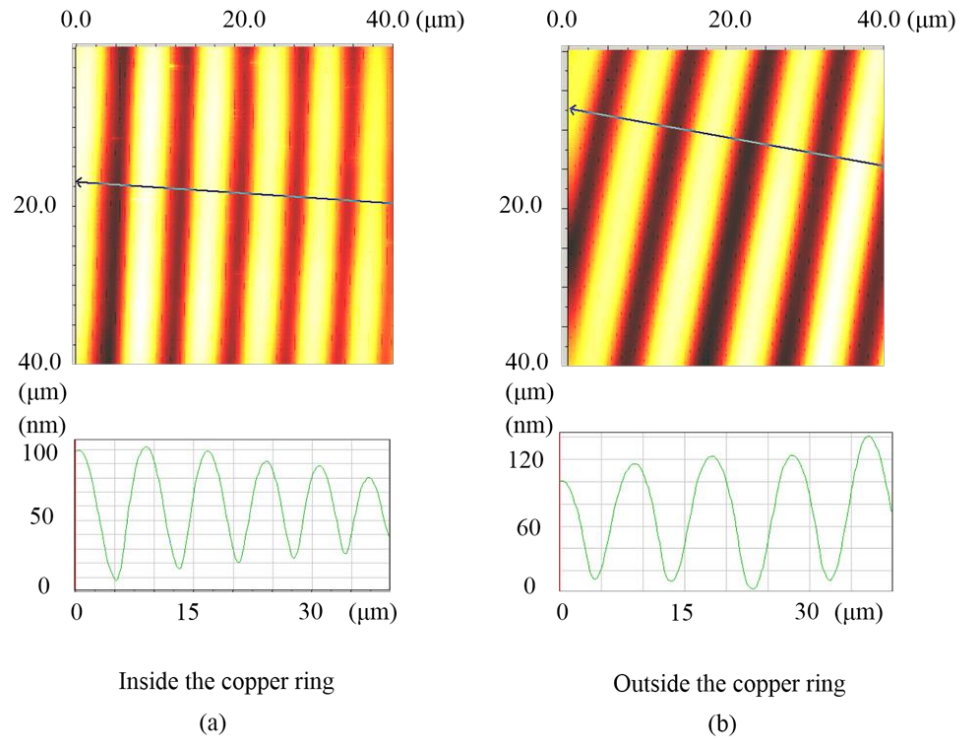 0.0 20.0 40.0 (μm)
20.0
40.0
(μm)
(nm)
100
50
0
0 15 30 (μm)
Inside the copper ring
(a)
0.0 20.0 40.0 (μm)
20.0
40.0
(μm)
(nm)
120
60
0
0 15 30 (μm)
Outside the copper ring
(b)